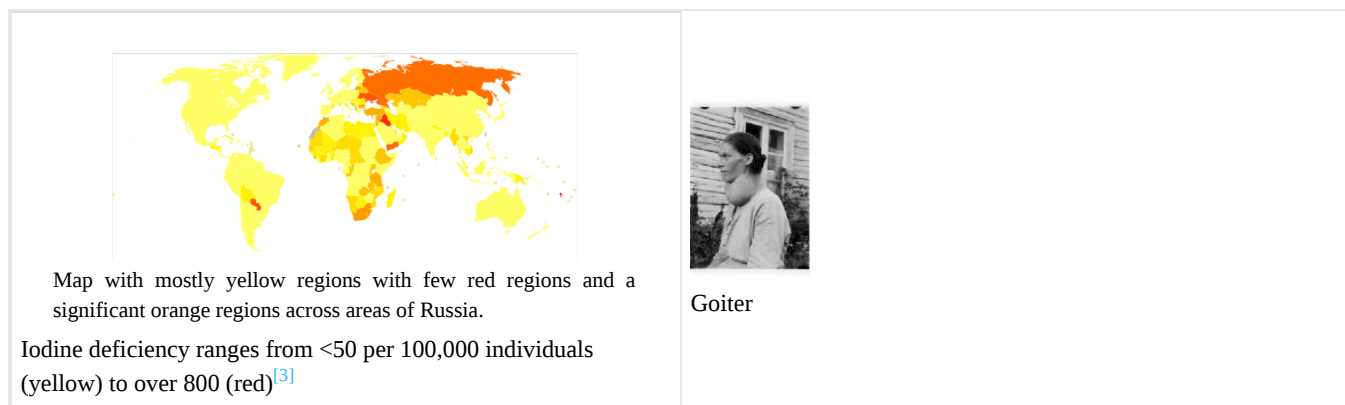 Map with mostly yellow regions with few red regions and a
significant orange regions across areas of Russia.
Iodine deficiency ranges from <50 per 100,000 individuals
(yellow) to over 800 (red)[3]
Goiter